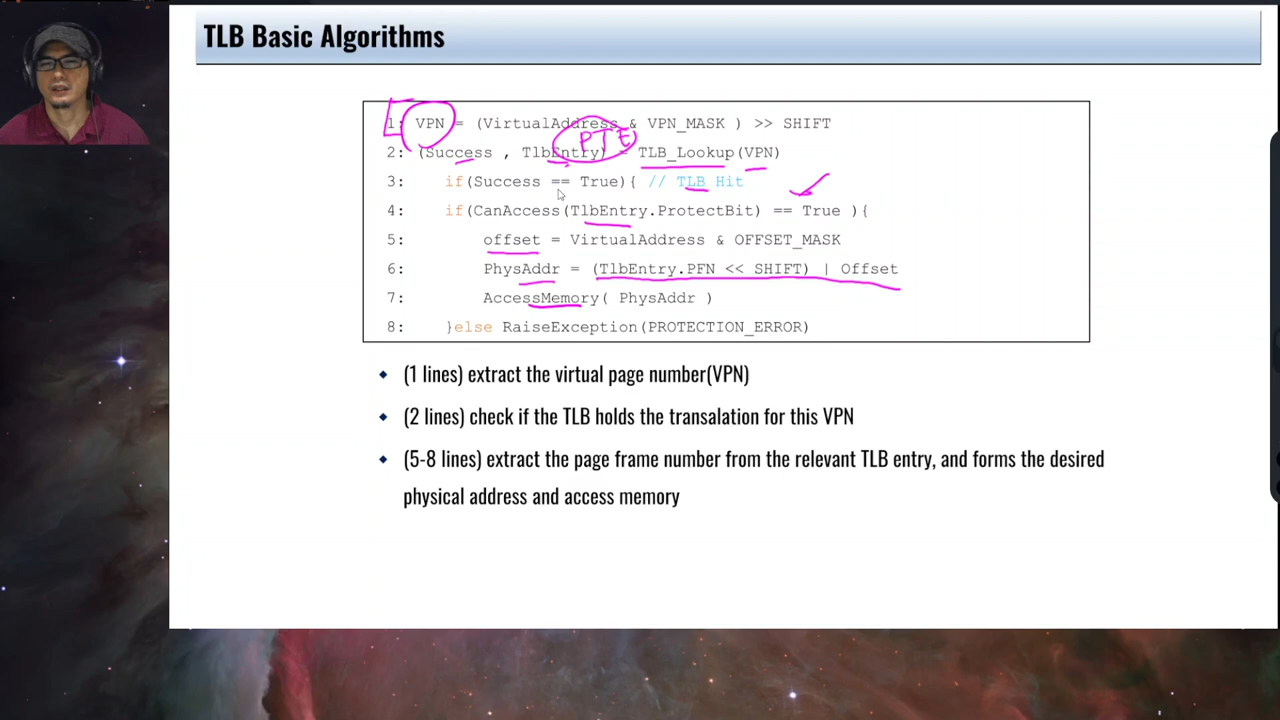 TLB Basic Algorithms
1: VPN = (VirtualAddress & VPN_MASK ) >> SHIFT
PTE
2: (Success , TlbEntry) = TLB_Lookup(VPN)
3: if(Success == True){ // TLB Hit
4: if(CanAccess(TlbEntry.ProtectBit) == True ){
5: offset = VirtualAddress & OFFSET_MASK
6: PhysAddr = (TlbEntry.PFN << SHIFT) | Offset
7: AccessMemory( PhysAddr )
8: }else RaiseException(PROTECTION_ERROR)
(1 lines) extract the virtual page number(VPN)
(2 lines) check if the TLB holds the transalation for this VPN
(5-8 lines) extract the page frame number from the relevant TLB entry, and forms the desired
physical address and access memory